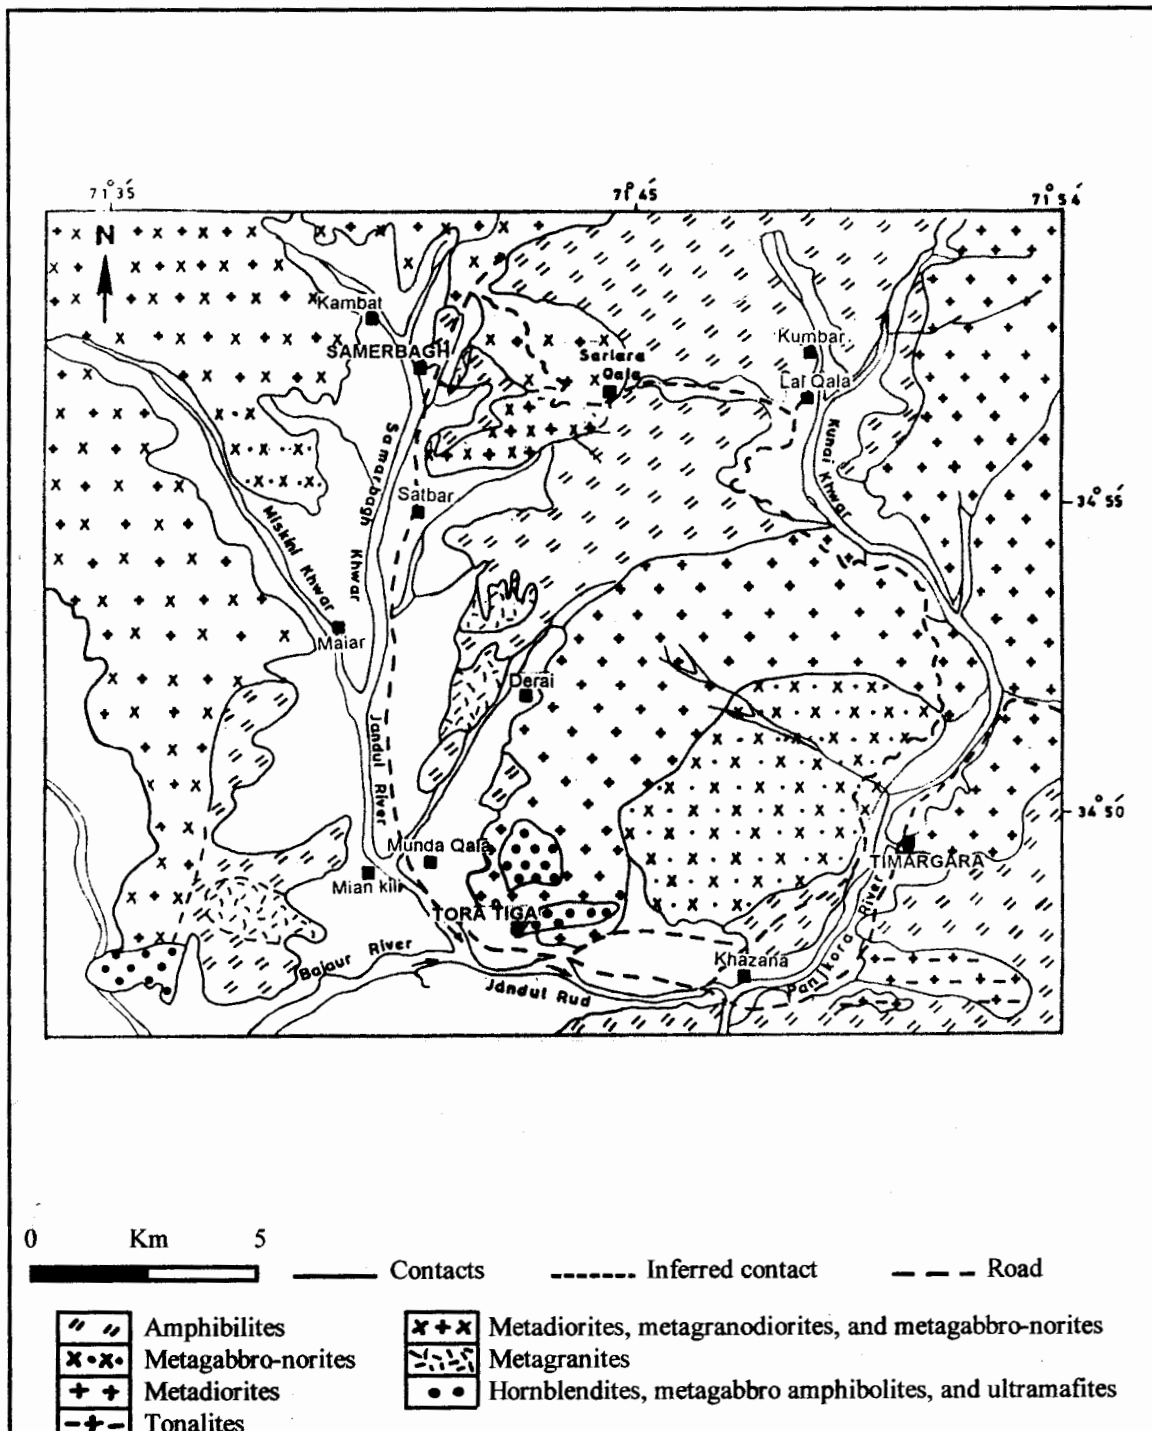 71°35' 71°45' 71°54'
N
Kambat
SAMERBAGH
Sarlara
Qala
Kumbar
Lal Qala
Samarbagh Khwar
Kunai Khwar
34°55'
Satbar
Miskini Khwar
Maiar
Derai
Jandul River
34°50'
Munda Qala
TIMARGARA
Mian kili
TORA TIGA
Bajaur River
Khazana
Panjkora River
Jandul Rud
0 Km 5
Contacts Inferred contact Road
Amphibilites
Metagabbro-norites
Metadiorites
Tonalites
Metadiorites, metagranodiorites, and metagabbro-norites
Metagranites
Hornblendites, metagabbro amphibolites, and ultramafites